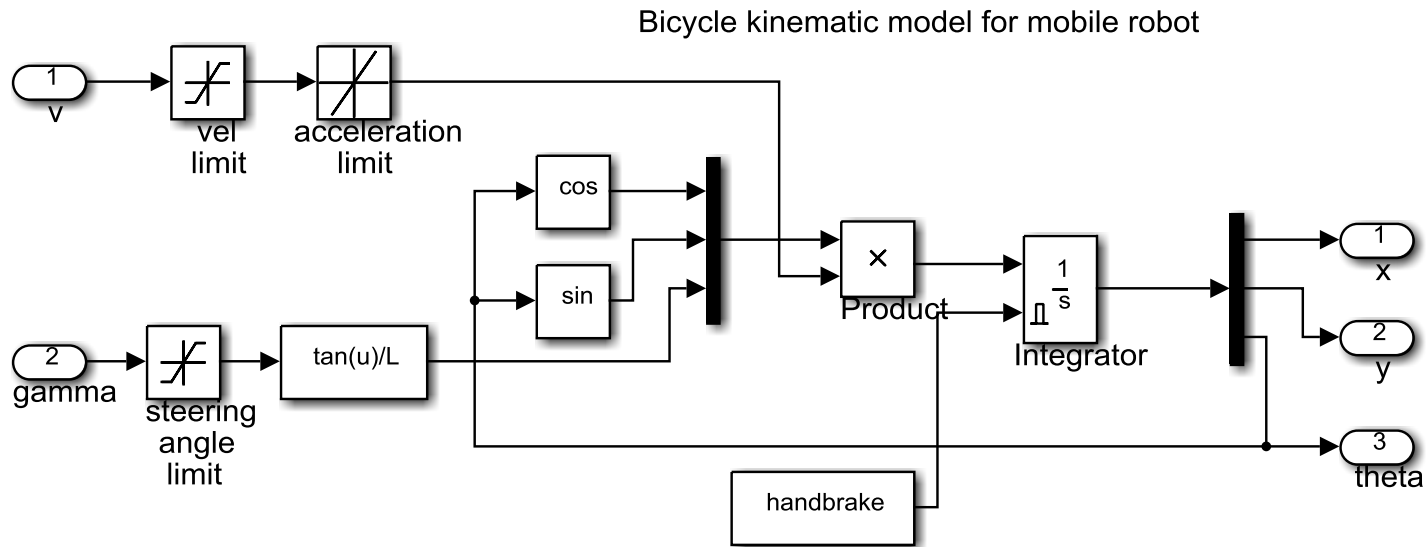 Bicycle kinematic model for mobile robot
1
v
vel
limit
acceleration
limit
cos
sin
2
gamma
steering
angle
limit
tan(u)/L
×
Product
1
s
Integrator
handbrake
1
x
2
y
3
theta